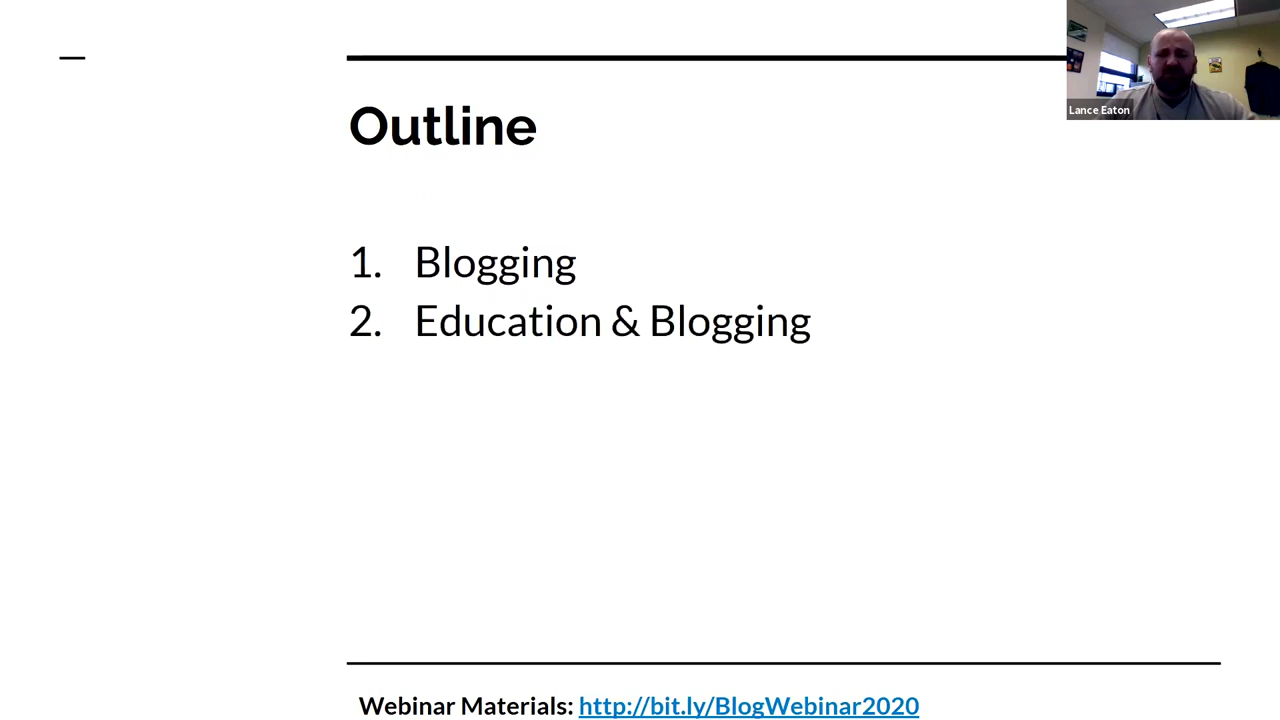 Lance Eaton
Outline
1. Blogging
2. Education & Blogging
Webinar Materials: http://bit.ly/BlogWebinar2020